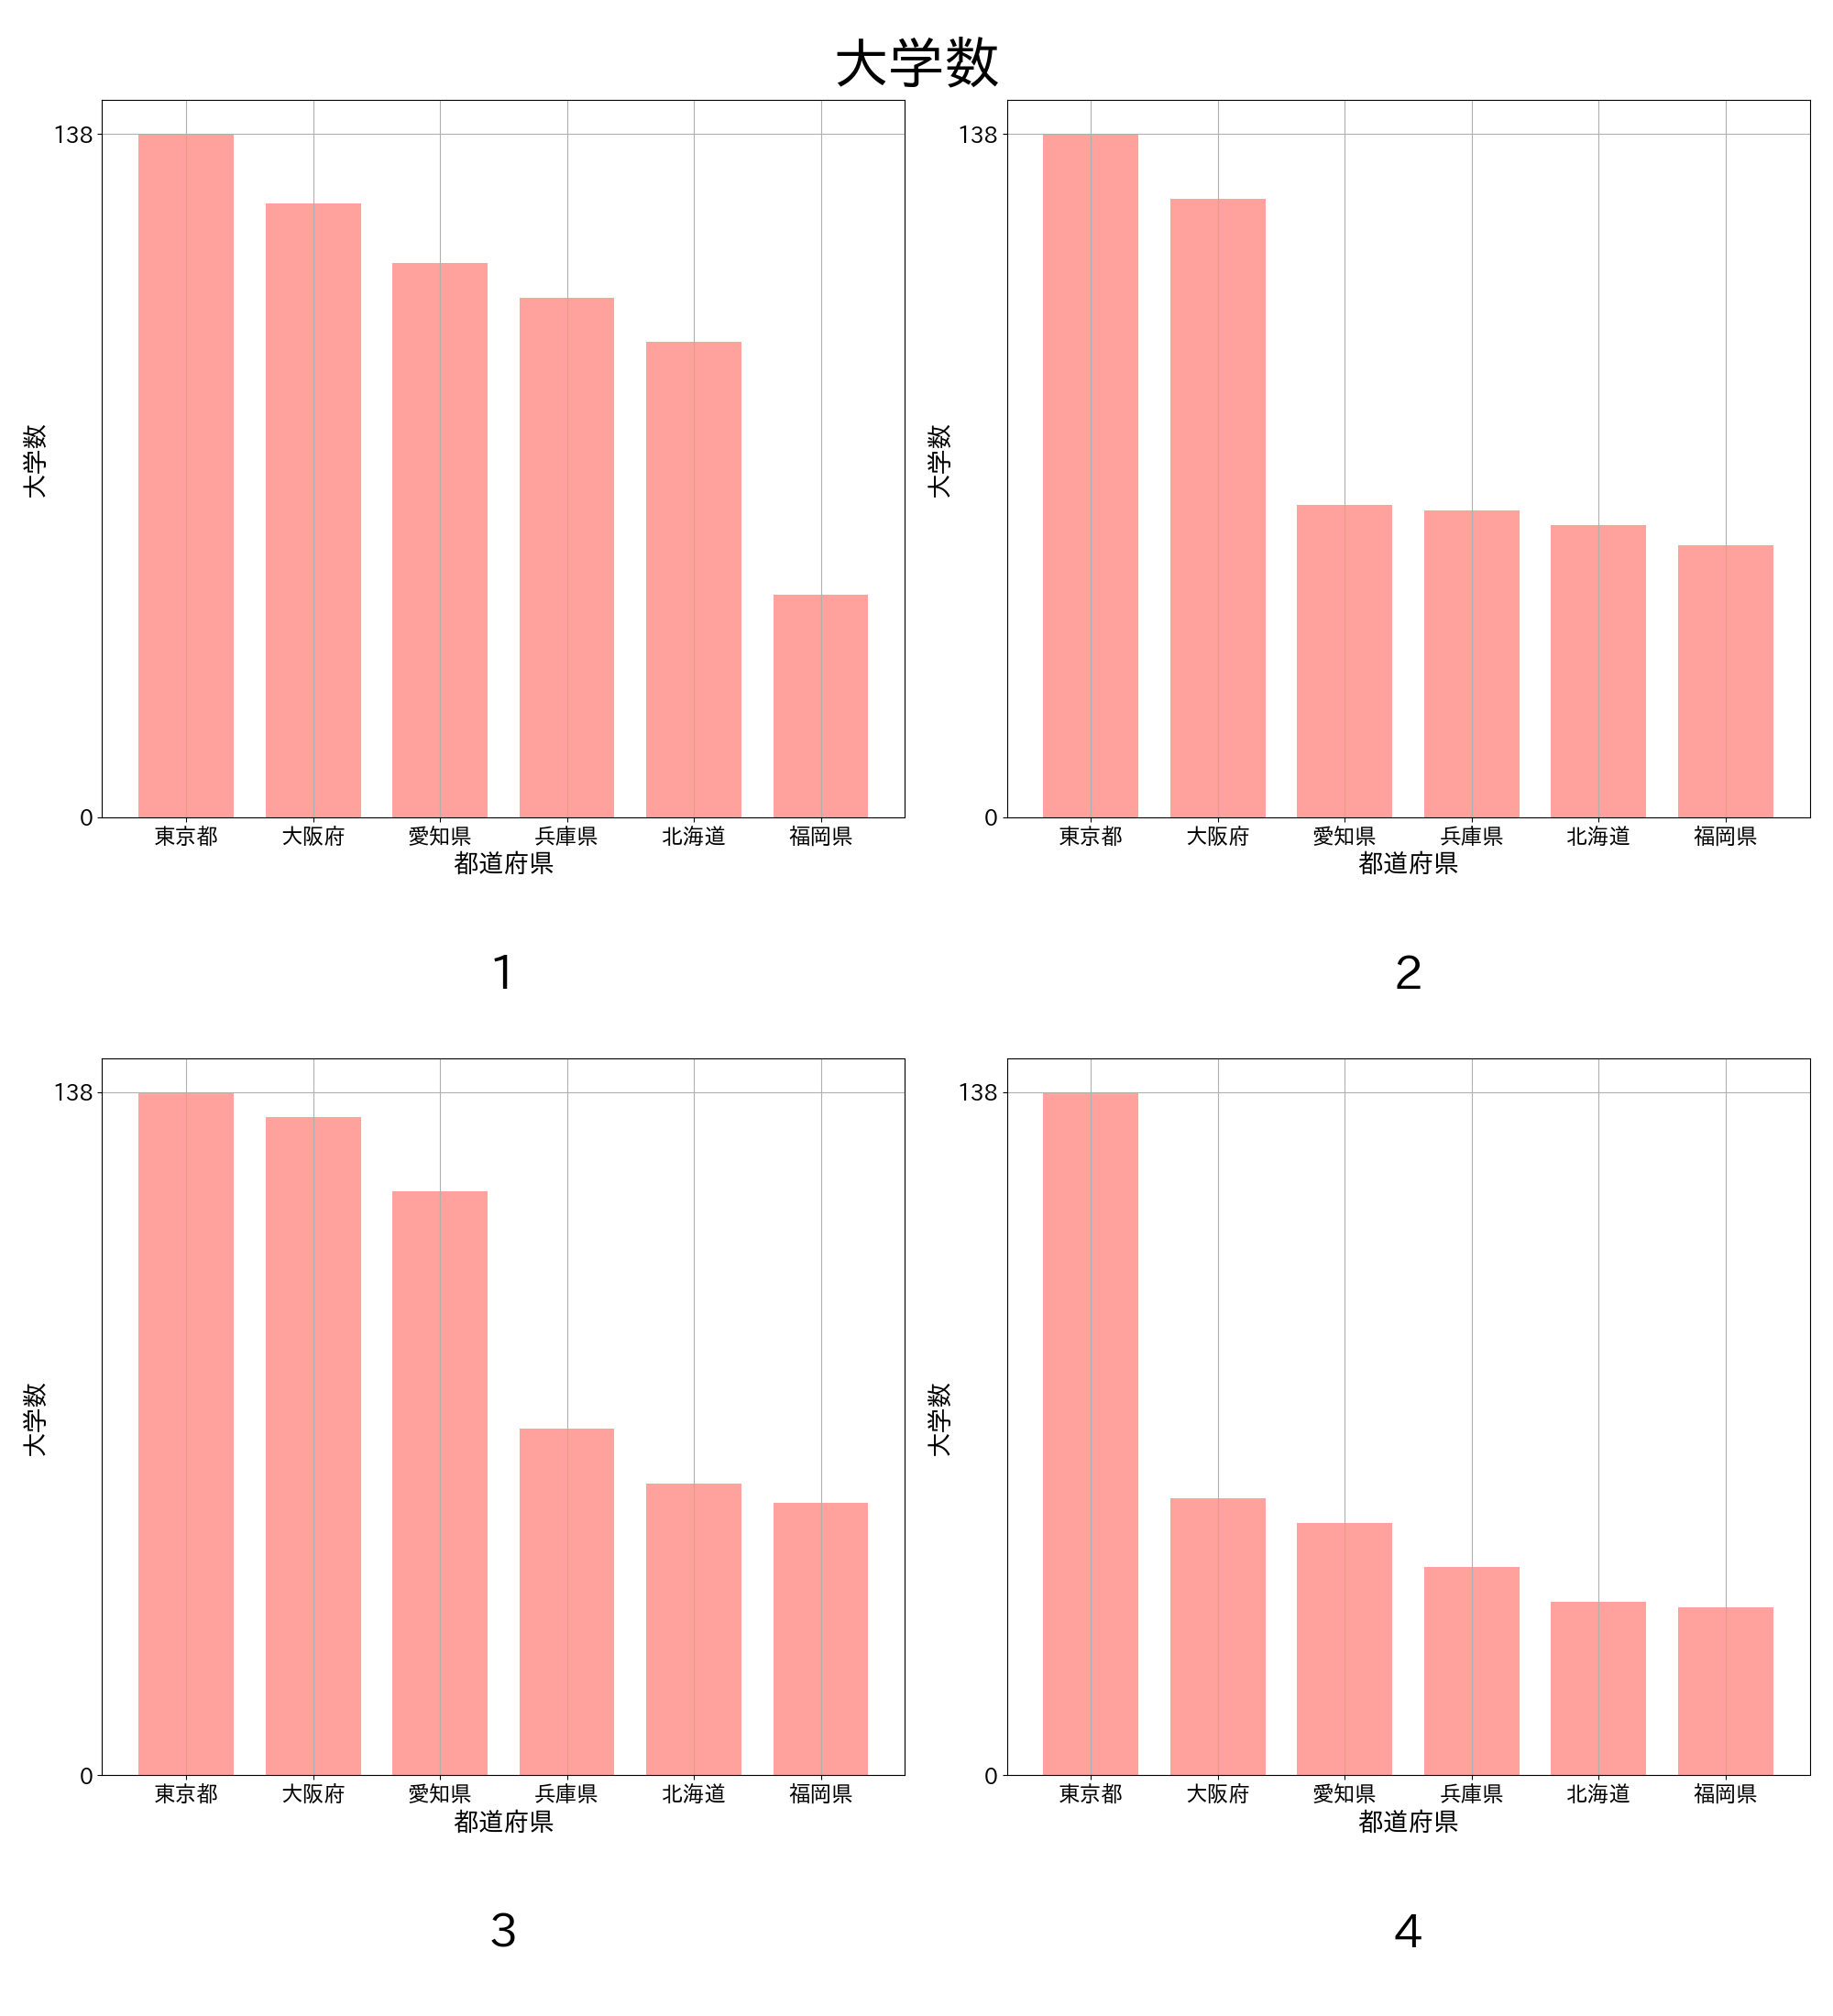 大学数
138
0
大学数
東京都 大阪府 愛知県 兵庫県 北海道 福岡県
都道府県
1
138
0
大学数
東京都 大阪府 愛知県 兵庫県 北海道 福岡県
都道府県
2
138
0
大学数
東京都 大阪府 愛知県 兵庫県 北海道 福岡県
都道府県
3
138
0
大学数
東京都 大阪府 愛知県 兵庫県 北海道 福岡県
都道府県
4